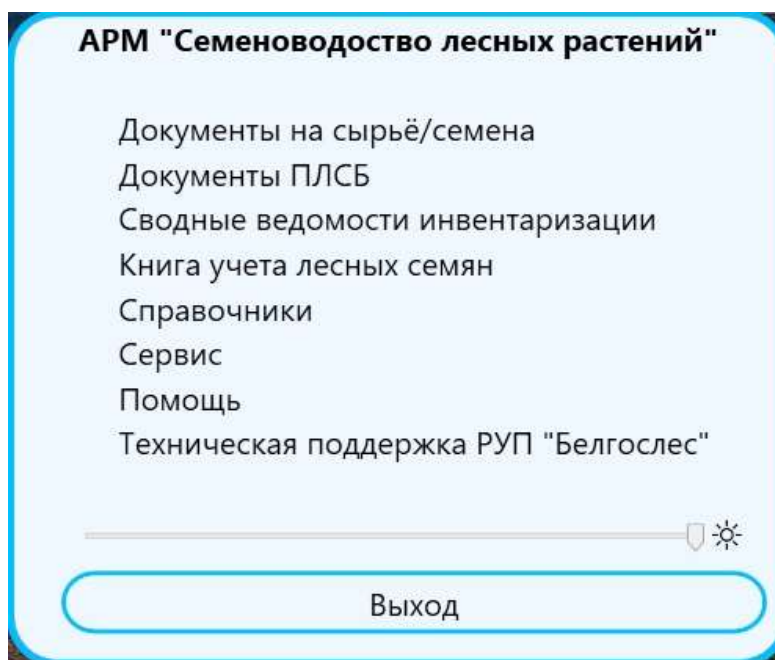 АРМ "Семеноводоство лесных растений"
Документы на сырьё/семена
Документы ПЛСБ
Сводные ведомости инвентаризации
Книга учета лесных семян
Справочники
Сервис
Помощь
Техническая поддержка РУП "Белгослес"
Выход